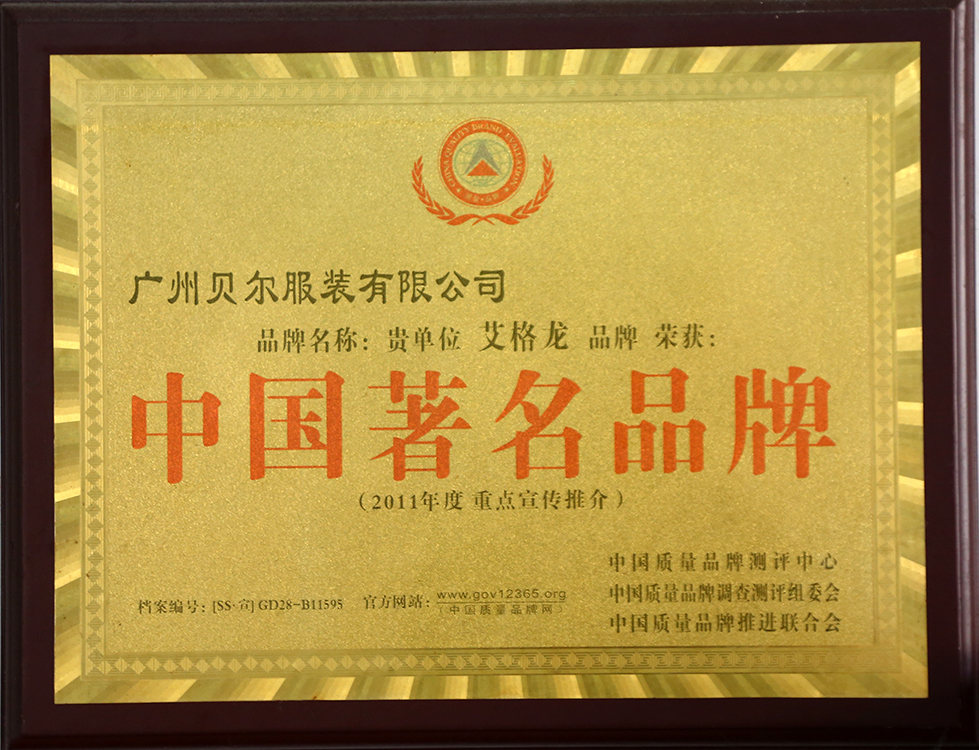 CHINA QUALITY BRAND EVALUATION
广州贝尔服装有限公司
品牌名称：贵单位 艾格龙 品牌 荣获：
中国著名品牌
（2011年度 重点宣传推介）
中国质量品牌测评中心
中国质量品牌调查测评组委会
中国质量品牌推进联合会
档案编号：[SS·宣] GD28-B11595
官方网站：www.gov12365.org
（中国质量品牌网）